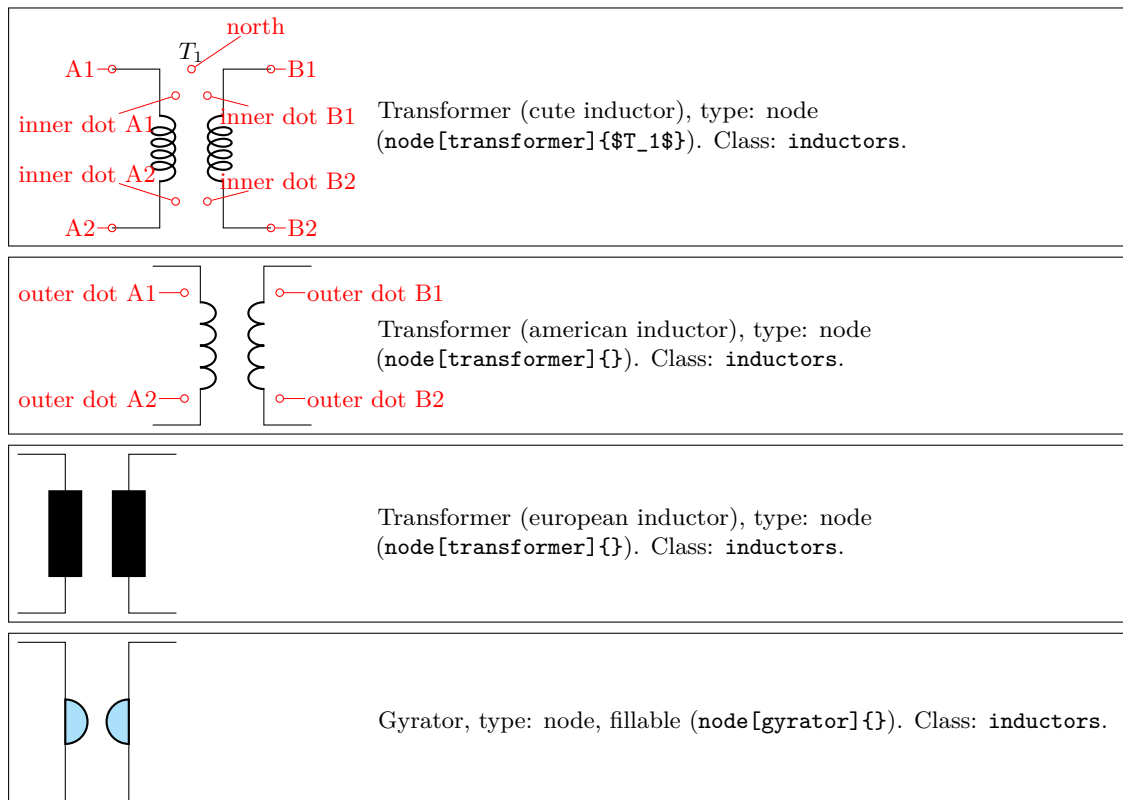 north
T1
A1
B1
inner dot A1
inner dot B1
inner dot A2
inner dot B2
A2
B2
Transformer (cute inductor), type: node
(node[transformer]{$T_1$}). Class: inductors.
outer dot A1
outer dot B1
outer dot A2
outer dot B2
Transformer (american inductor), type: node
(node[transformer]{}). Class: inductors.
Transformer (european inductor), type: node
(node[transformer]{}). Class: inductors.
Gyrator, type: node, fillable (node[gyrator]{}). Class: inductors.